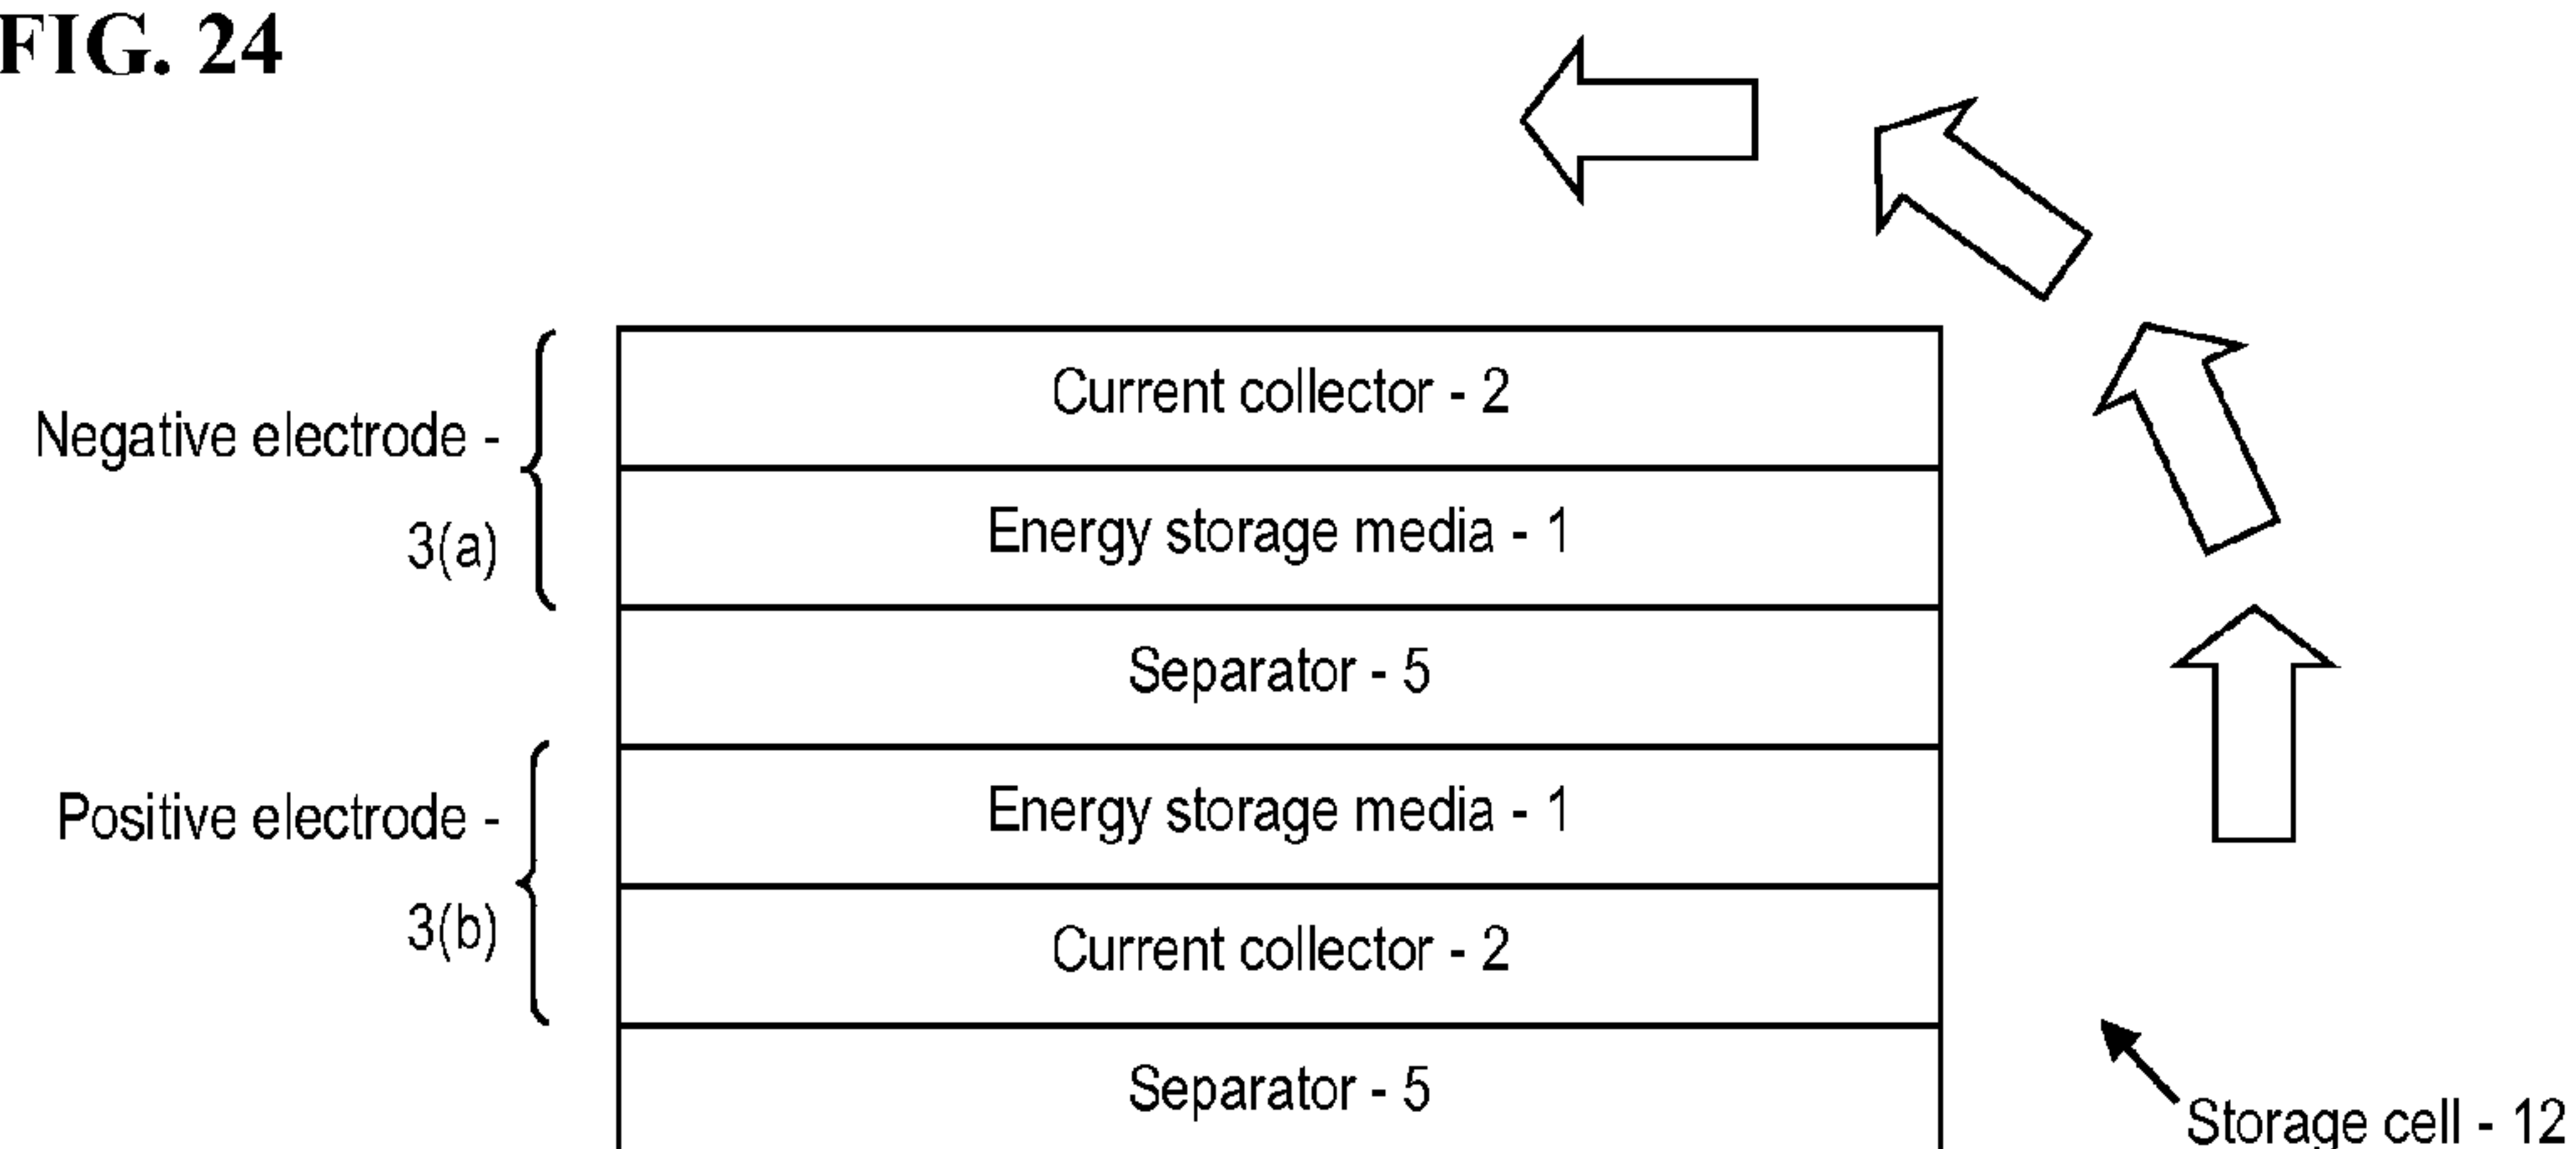 FIG. 24
Current collector - 2
Negative electrode -
3(a)
Energy storage media - 1
Separator - 5
Positive electrode -
3(b)
Energy storage media - 1
Current collector - 2
Separator - 5
Storage cell - 12